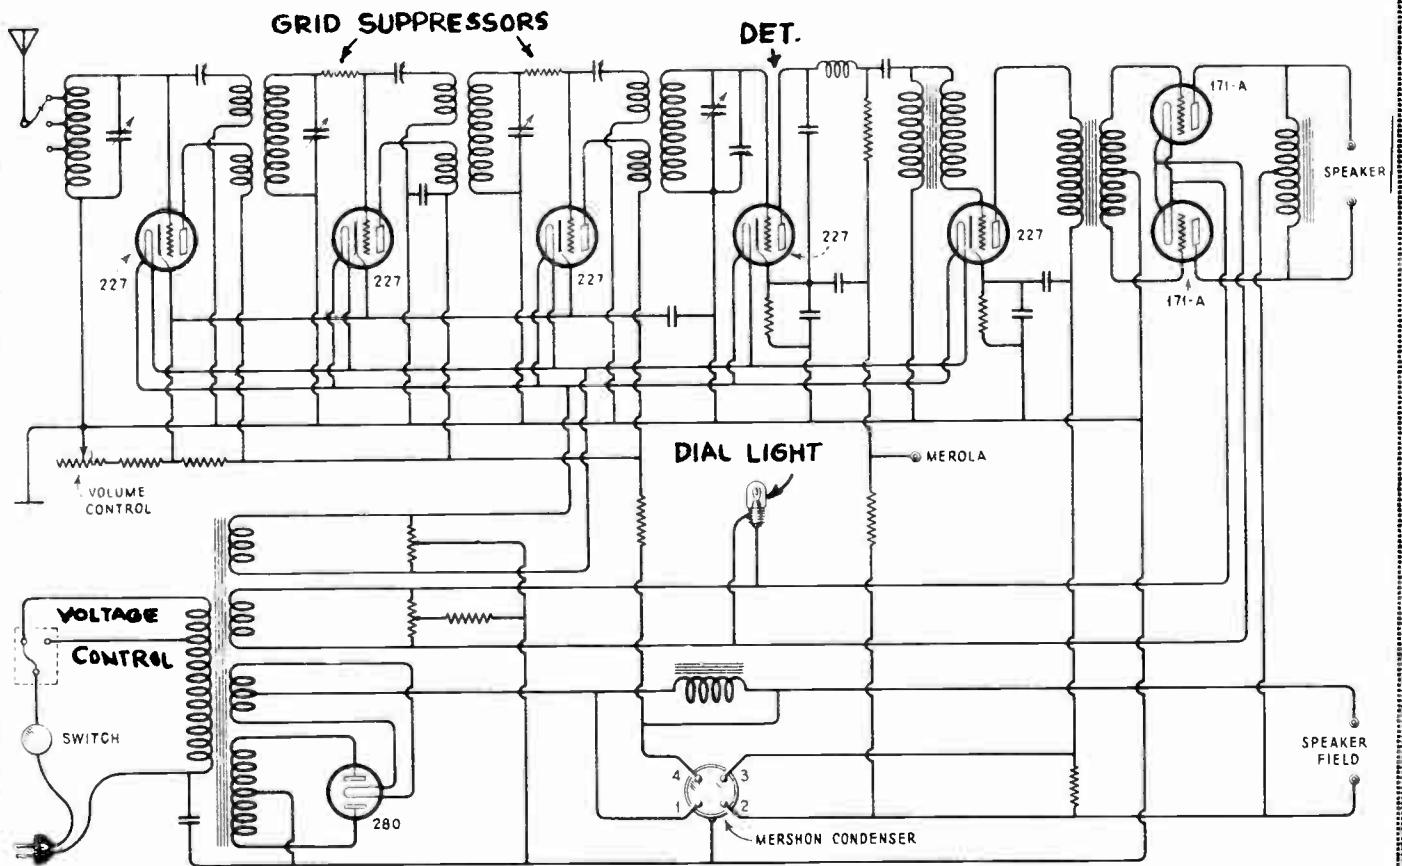 GRID SUPPRESSORS
DET.
171-A
SPEAKER
227
227
227
227
227
171-A
DIAL LIGHT
MEROLA
VOLUME
CONTROL
VOLTAGE
CONTROL
SWITCH
SPEAKER
FIELD
4
3
1
2
280
MERSHON CONDENSER